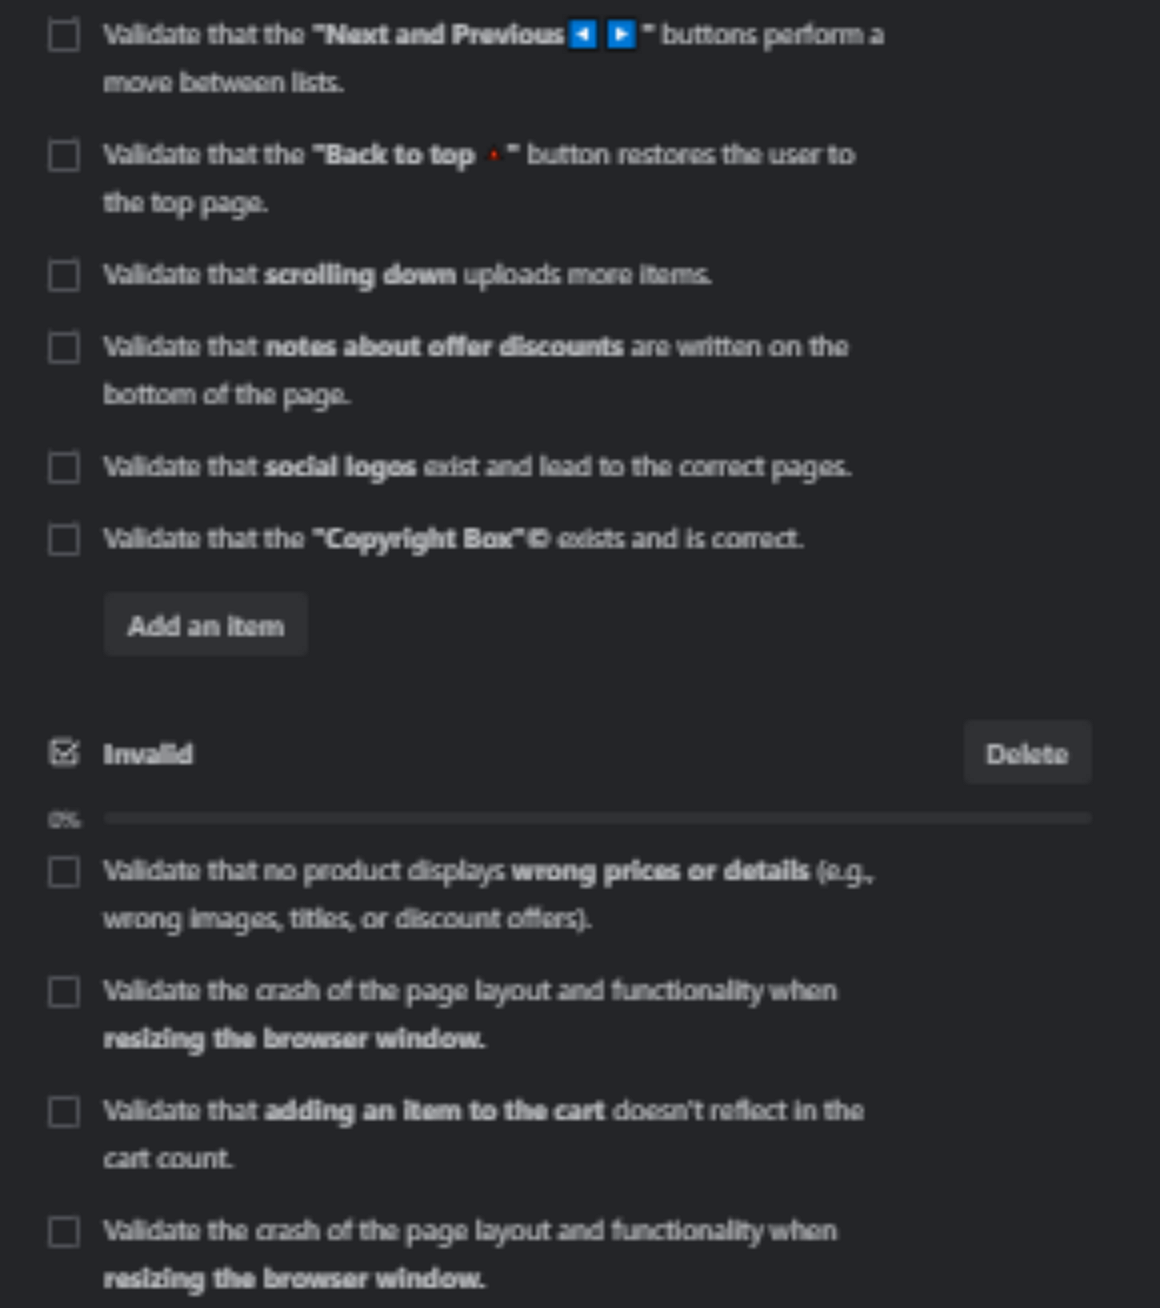 Validate that the "Next and Previous◀️ ▶️ " buttons perform a
move between lists.
Validate that the "Back to top " button restores the user to
the top page.
Validate that scrolling down uploads more items.
Validate that notes about offer discounts are written on the
bottom of the page.
Validate that social logos exist and lead to the correct pages.
Validate that the "Copyright Box"© exists and is correct.
Add an item
Invalid
Delete
0%
Validate that no product displays wrong prices or details (e.g.,
wrong images, titles, or discount offers).
Validate the crash of the page layout and functionality when
resizing the browser window.
Validate that adding an item to the cart doesn't reflect in the
cart count.
Validate the crash of the page layout and functionality when
resizing the browser window.